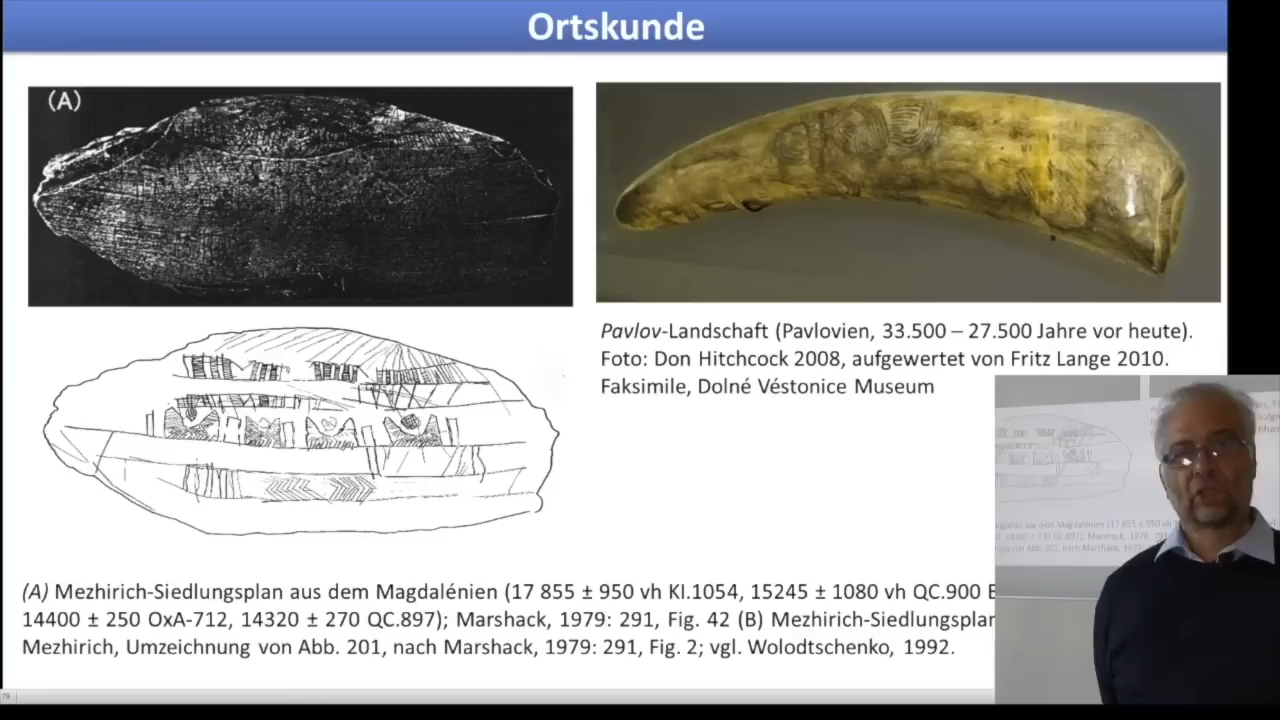 Ortskunde
(A)
Pavlov-Landschaft (Pavlovien, 33.500 – 27.500 Jahre vor heute).
Foto: Don Hitchcock 2008, aufgewertet von Fritz Lange 2010.
Faksimile, Dolné Véstonice Museum
(A) Mezhirich-Siedlungsplan aus dem Magdalénien (17 855 ± 950 vh KI.1054, 15245 ± 1080 vh QC.900
14400 ± 250 OxA-712, 14320 ± 270 QC.897); Marshack, 1979: 291, Fig. 42 (B) Mezhirich-Siedlungsplan
Mezhirich, Umzeichnung von Abb. 201, nach Marshack, 1979: 291, Fig. 2; vgl. Wolodtschenko, 1992.
79